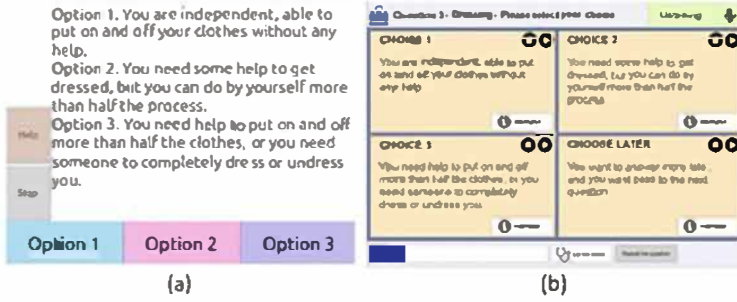 Option 1. You are independent, able to
put on and off your clothes without any
help.
Option 2. You need some help to get
dressed, but you can do by yourself more
than half the process.
Option 3. You need help to put on and off
more than half the clothes, or you need
someone to completely dress or undress
you.
Help
Stop
Option 1
Option 2
Option 3
(a)
Question 3 - Dressing - Please select your choice
CHOICE 1
You are independent, able to put
on and off your clothes without
any help
CHOICE 2
You need some help to get
dressed, but you can do by
yourself more than half the
process
CHOICE 3
You need help to put on and off
more than half the clothes, or you
need someone to completely
dress or undress you.
CHOOSE LATER
You want to answer more late,
and you want pass to the next
question
(b)